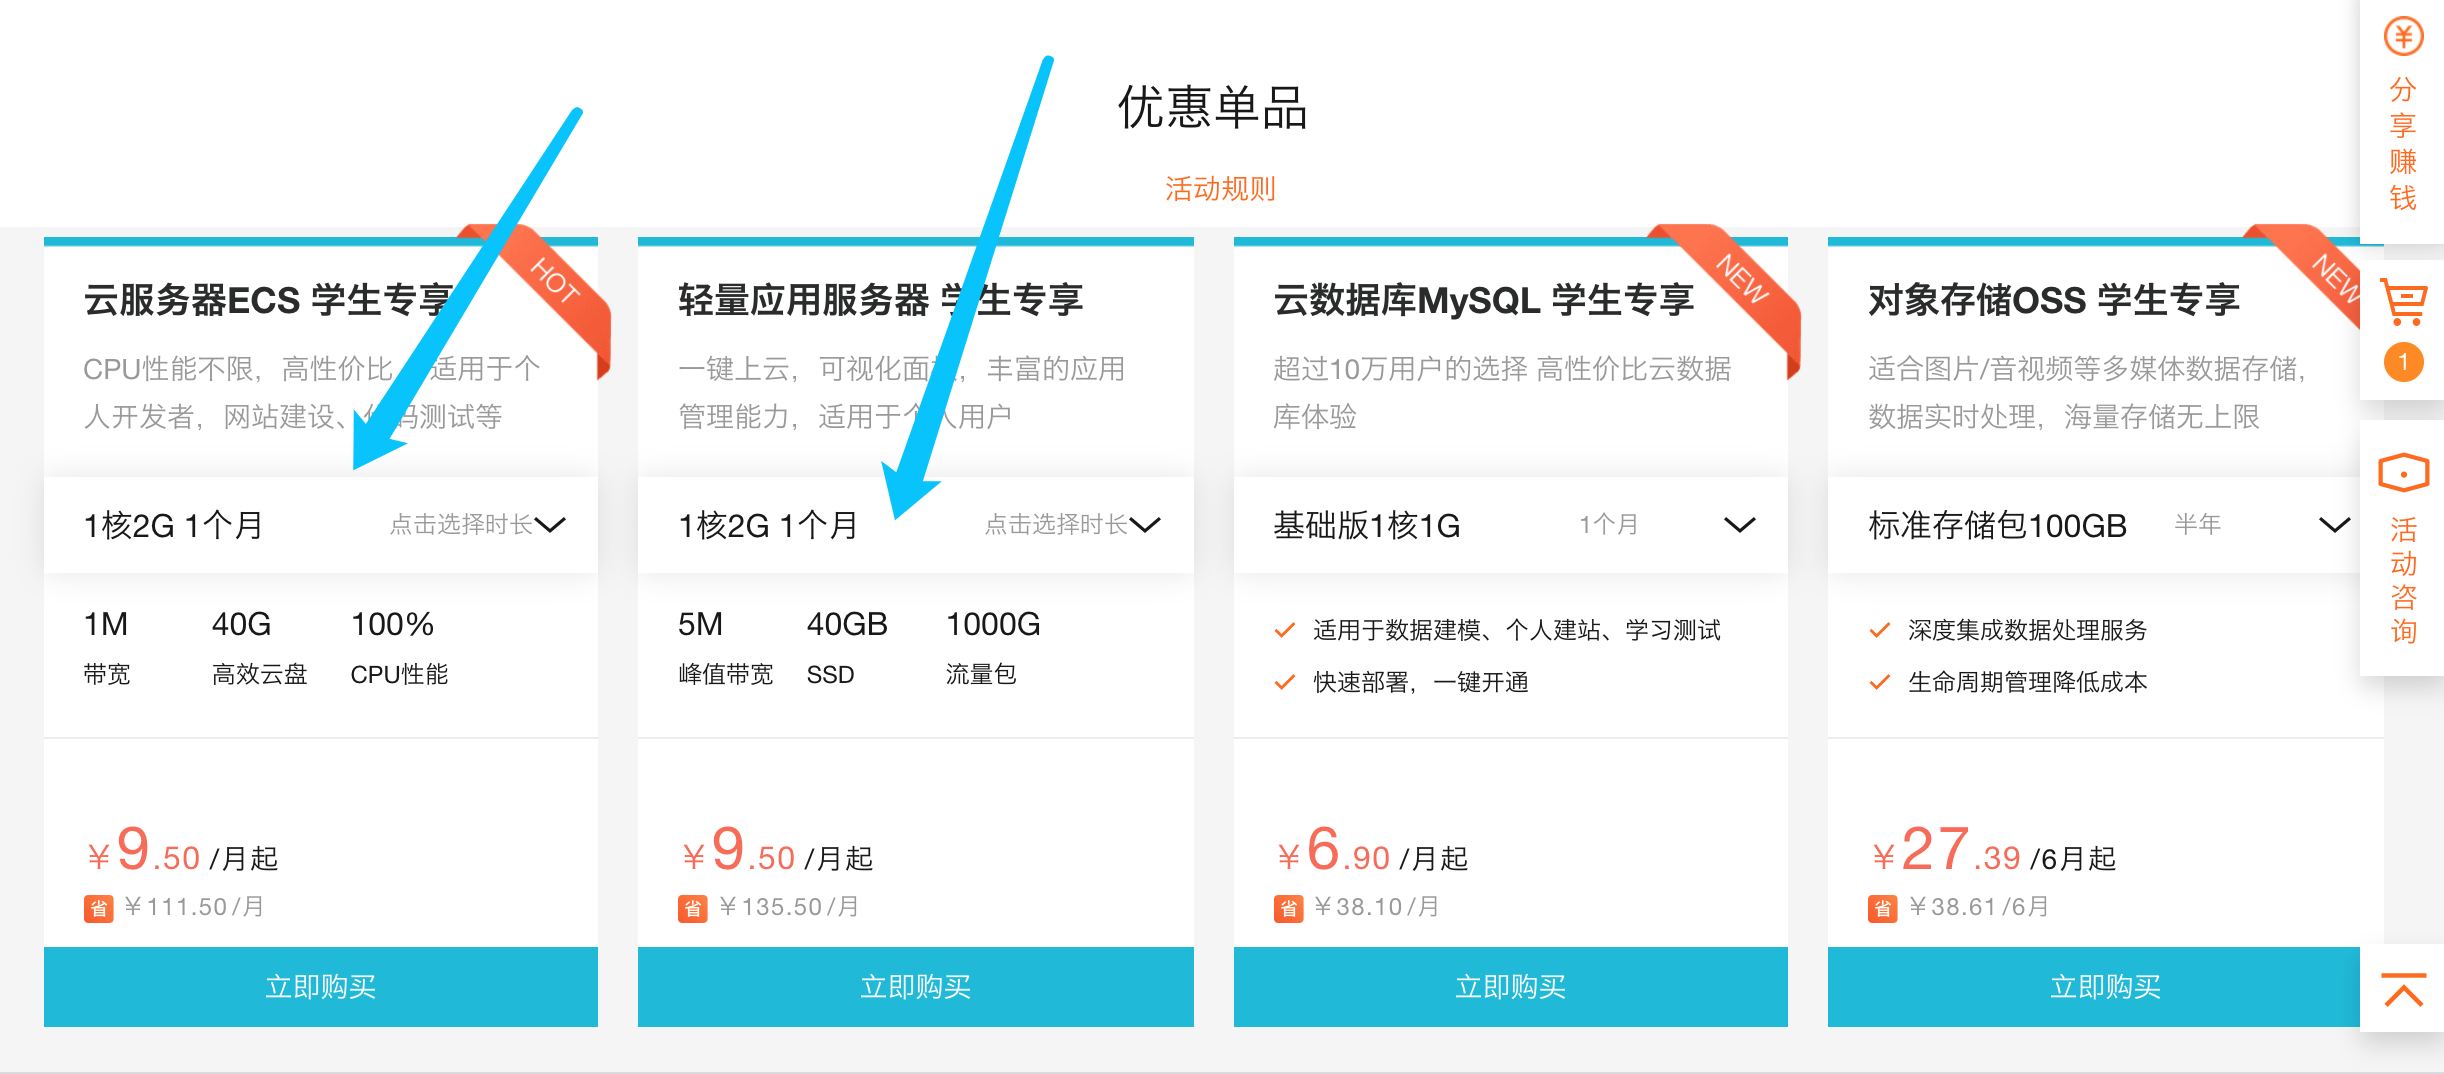 优惠单品
活动规则
HOT
云服务器ECS 学生专享
CPU性能不限，高性价比 适用于个
人开发者，网站建设、 码测试等
1核2G 1个月 点击选择时长
1M 40G 100%
带宽 高效云盘 CPU性能
￥9.50 /月起
省 ￥111.50/月
立即购买
轻量应用服务器 学生专享
一键上云，可视化面 ，丰富的应用
管理能力，适用于个人用户
1核2G 1个月 点击选择时长
5M 40GB 1000G
峰值带宽 SSD 流量包
￥9.50 /月起
省 ￥135.50/月
立即购买
NEW
云数据库MySQL 学生专享
超过10万用户的选择 高性价比云数据
库体验
基础版1核1G 1个月
适用于数据建模、个人建站、学习测试
快速部署，一键开通
￥6.90 /月起
省 ￥38.10/月
立即购买
NEW
对象存储OSS 学生专享
适合图片/音视频等多媒体数据存储，
数据实时处理，海量存储无上限
标准存储包100GB 半年
深度集成数据处理服务
生命周期管理降低成本
￥27.39 /6月起
省 ￥38.61/6月
立即购买
¥
分享赚钱
1
活动咨询